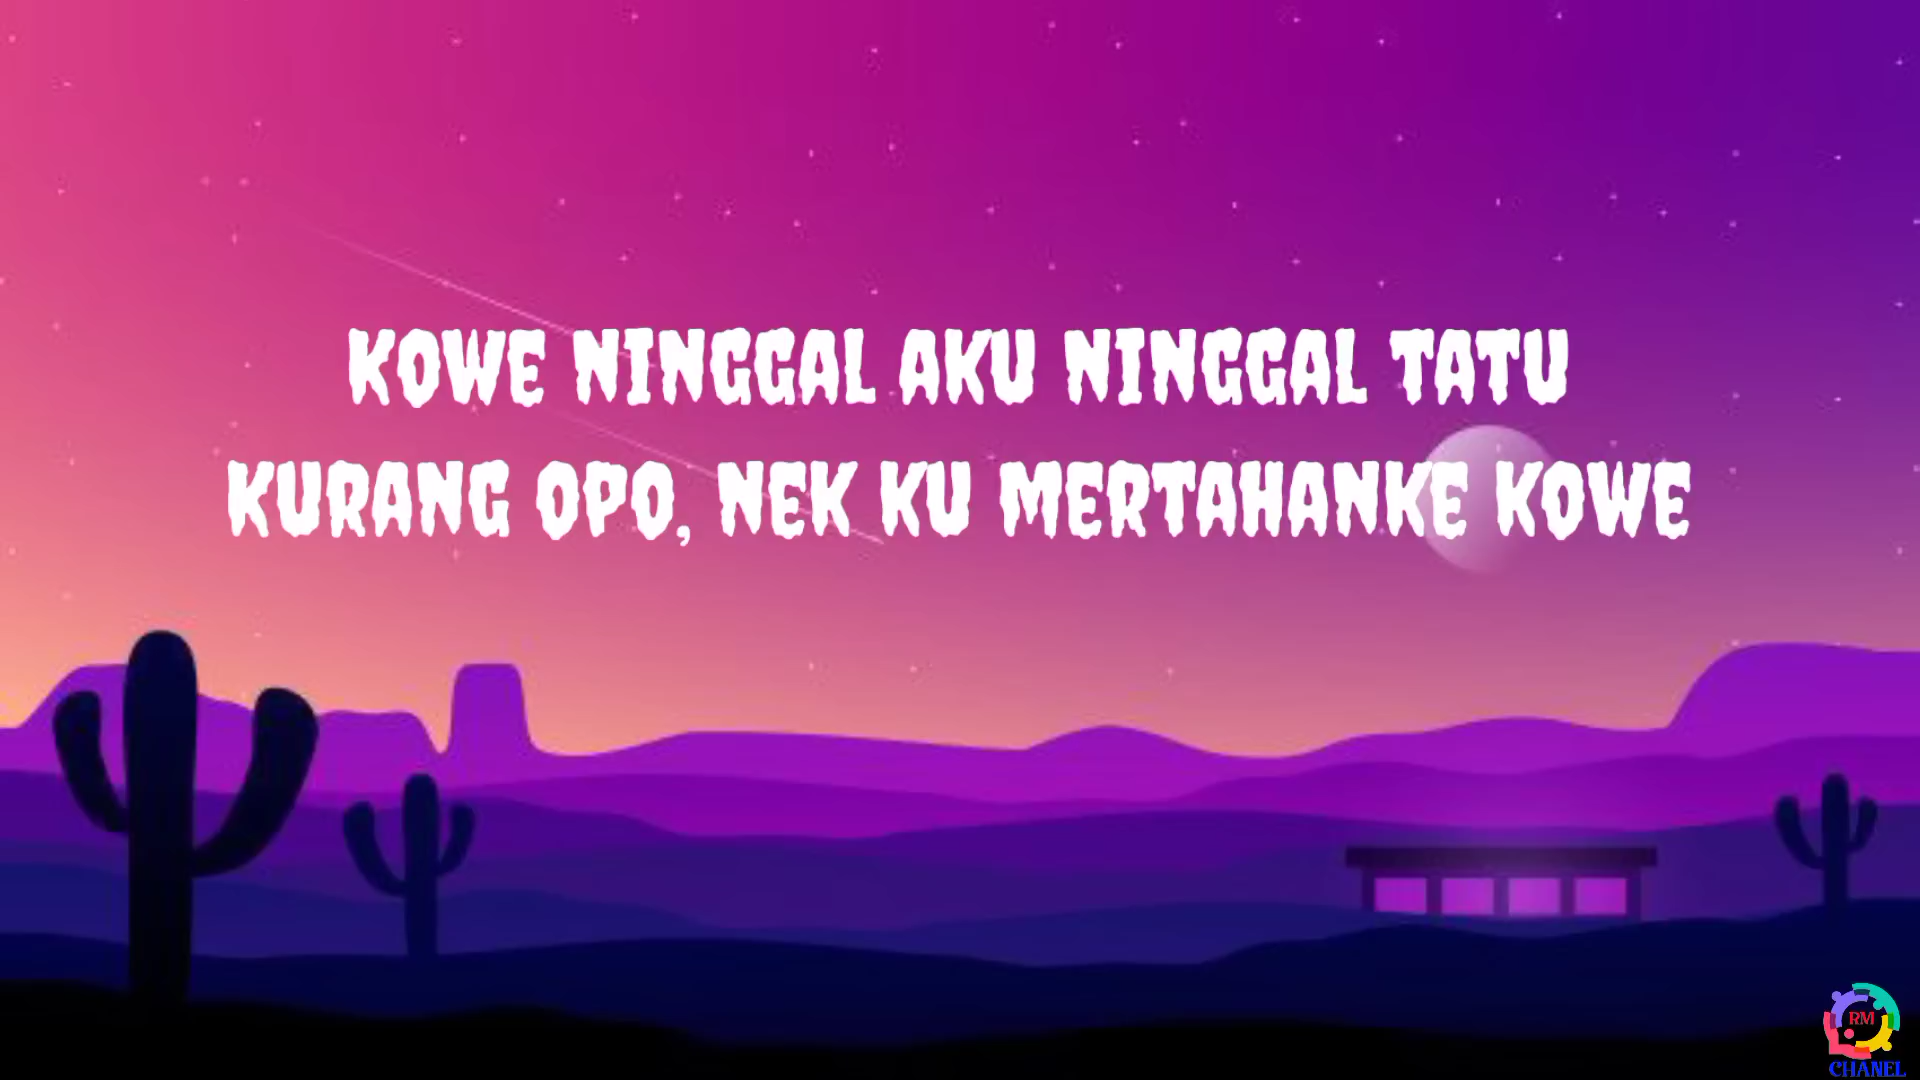 KOWE NINGGAL AKU NINGGAL TATU
KURANG OPO, NEK KU MERTAHANKE KOWE
RM
CHANEL